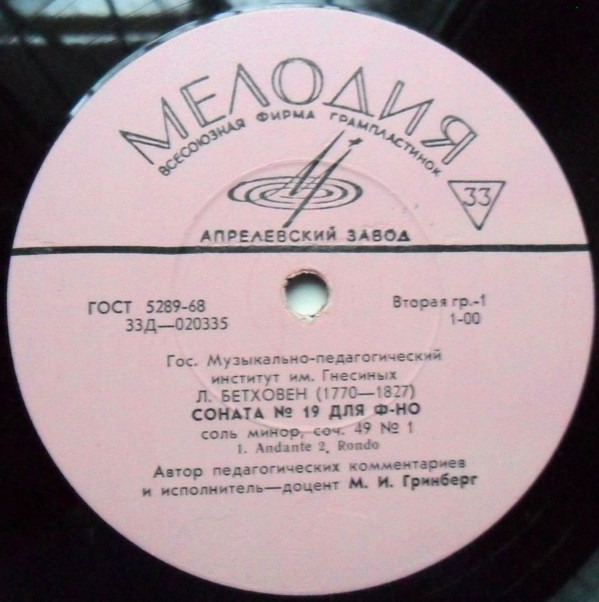 МЕЛОДИЯ
ВСЕСОЮЗНАЯ ФИРМА ГРАМПЛАСТИНОК
33
АПРЕЛЕВСКИЙ ЗАВОД
ГОСТ 5289-68
33Д—020335
Вторая гр.-1
1-00
Гос. Музыкально-педагогический
институт им. Гнесиных
Л. БЕТХОВЕН (1770—1827)
СОНАТА № 19 ДЛЯ Ф-НО
соль минор, соч. 49 № 1
1. Andante 2. Rondo
Автор педагогических комментариев
и исполнитель—доцент М. И. Гринберг